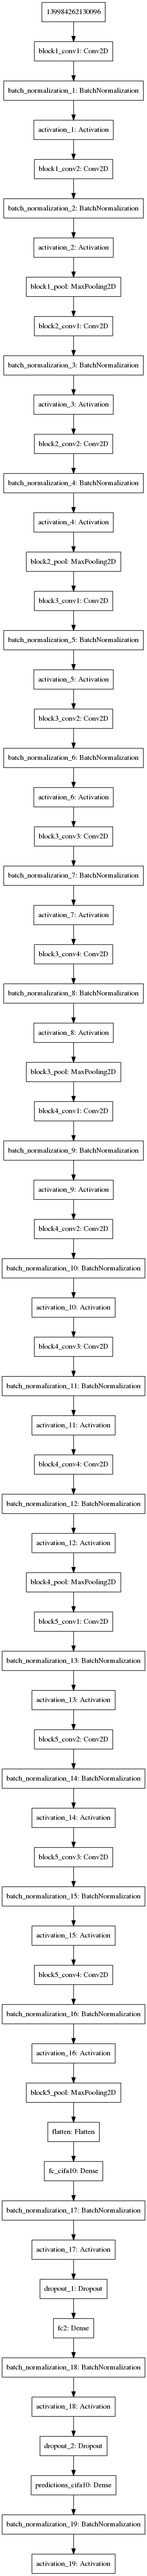 139984262130096
block1_conv1: Conv2D
batch_normalization_1: BatchNormalization
activation_1: Activation
block1_conv2: Conv2D
batch_normalization_2: BatchNormalization
activation_2: Activation
block1_pool: MaxPooling2D
block2_conv1: Conv2D
batch_normalization_3: BatchNormalization
activation_3: Activation
block2_conv2: Conv2D
batch_normalization_4: BatchNormalization
activation_4: Activation
block2_pool: MaxPooling2D
block3_conv1: Conv2D
batch_normalization_5: BatchNormalization
activation_5: Activation
block3_conv2: Conv2D
batch_normalization_6: BatchNormalization
activation_6: Activation
block3_conv3: Conv2D
batch_normalization_7: BatchNormalization
activation_7: Activation
block3_conv4: Conv2D
batch_normalization_8: BatchNormalization
activation_8: Activation
block3_pool: MaxPooling2D
block4_conv1: Conv2D
batch_normalization_9: BatchNormalization
activation_9: Activation
block4_conv2: Conv2D
batch_normalization_10: BatchNormalization
activation_10: Activation
block4_conv3: Conv2D
batch_normalization_11: BatchNormalization
activation_11: Activation
block4_conv4: Conv2D
batch_normalization_12: BatchNormalization
activation_12: Activation
block4_pool: MaxPooling2D
block5_conv1: Conv2D
batch_normalization_13: BatchNormalization
activation_13: Activation
block5_conv2: Conv2D
batch_normalization_14: BatchNormalization
activation_14: Activation
block5_conv3: Conv2D
batch_normalization_15: BatchNormalization
activation_15: Activation
block5_conv4: Conv2D
batch_normalization_16: BatchNormalization
activation_16: Activation
block5_pool: MaxPooling2D
flatten: Flatten
fc_cifa10: Dense
batch_normalization_17: BatchNormalization
activation_17: Activation
dropout_1: Dropout
fc2: Dense
batch_normalization_18: BatchNormalization
activation_18: Activation
dropout_2: Dropout
predictions_cifa10: Dense
batch_normalization_19: BatchNormalization
activation_19: Activation